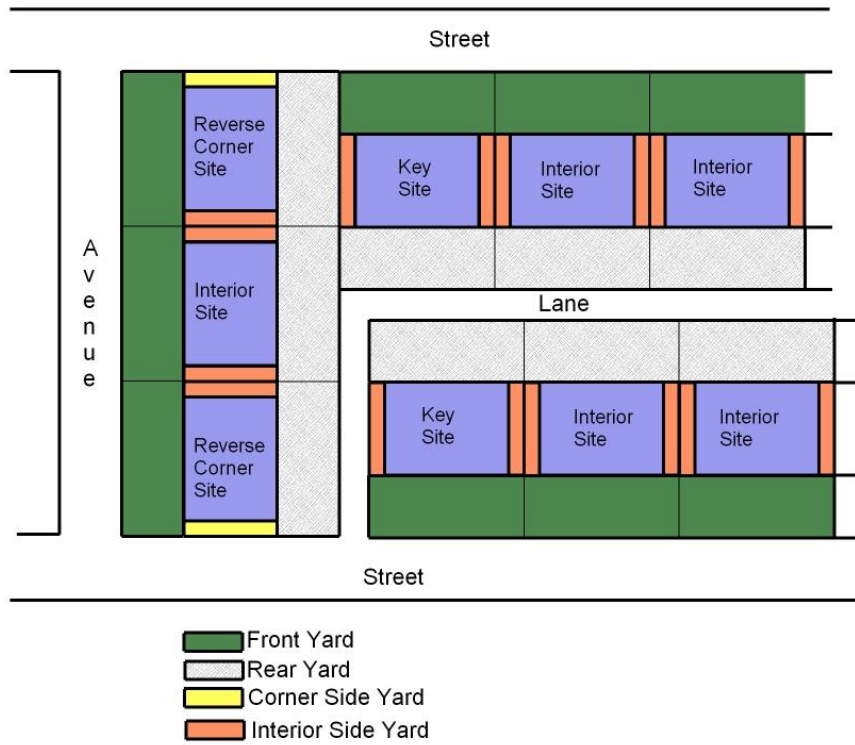 Street
Reverse
Corner
Site
Key
Site
Interior
Site
Interior
Site
Avenue
Interior
Site
Lane
Reverse
Corner
Site
Key
Site
Interior
Site
Interior
Site
Street
Front Yard
Rear Yard
Corner Side Yard
Interior Side Yard